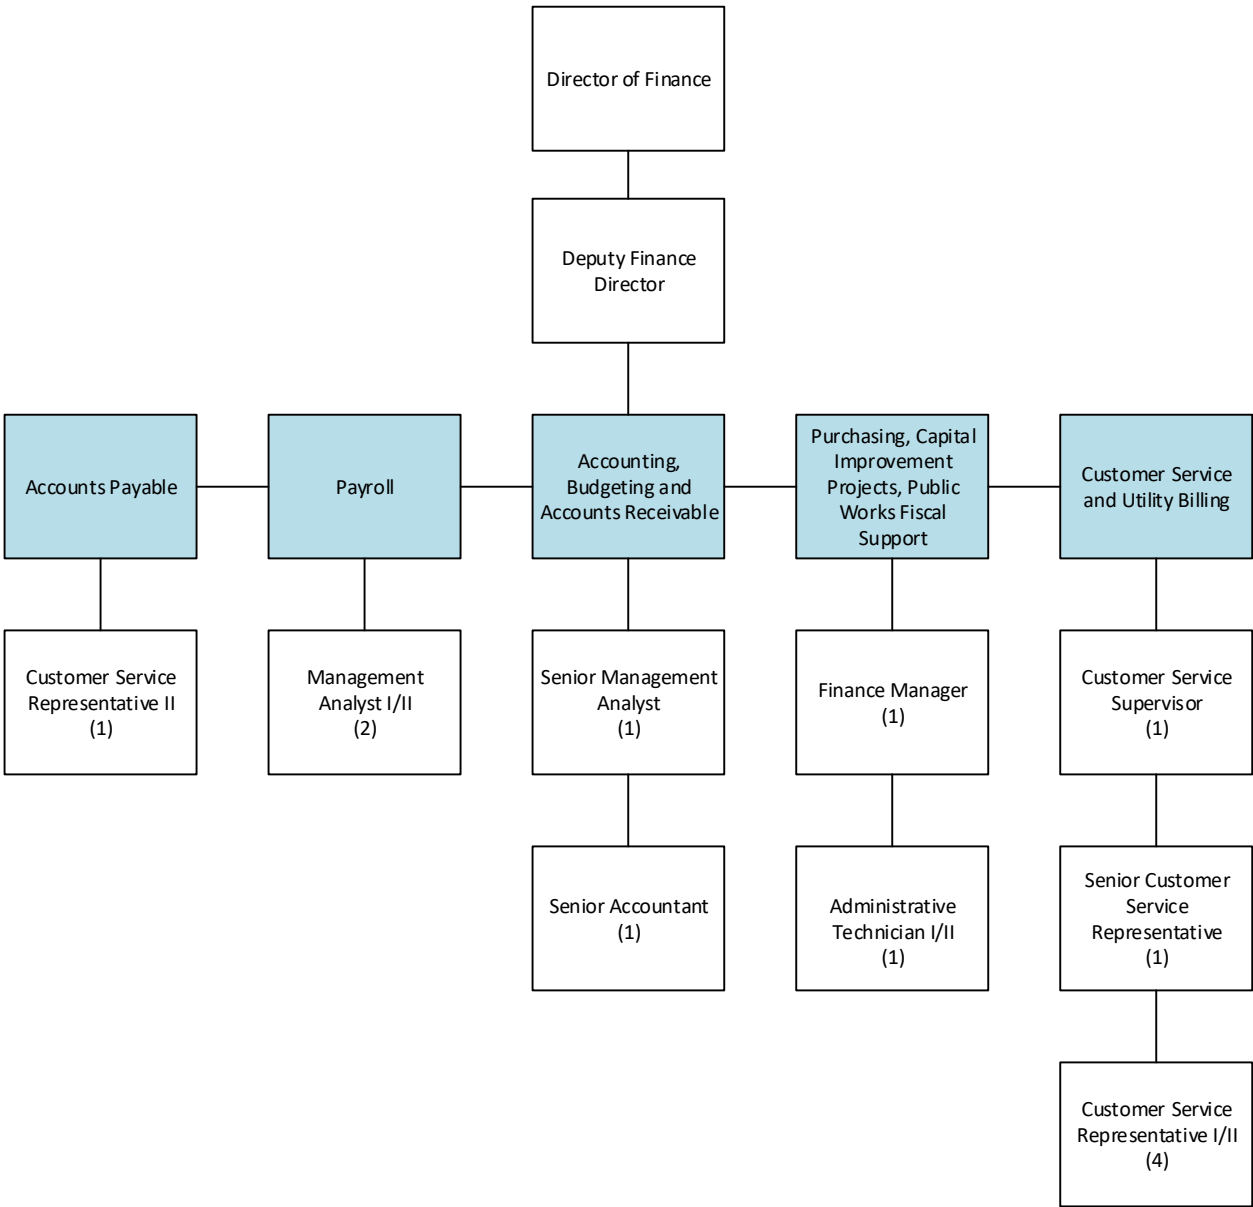 Director of Finance
Deputy Finance
Director
Accounts Payable
Payroll
Accounting,
Budgeting and
Accounts Receivable
Purchasing, Capital
Improvement
Projects, Public
Works Fiscal
Support
Customer Service
and Utility Billing
Customer Service
Representative II
(1)
Management
Analyst I/II
(2)
Senior Management
Analyst
(1)
Finance Manager
(1)
Customer Service
Supervisor
(1)
Senior Accountant
(1)
Administrative
Technician I/II
(1)
Senior Customer
Service
Representative
(1)
Customer Service
Representative I/II
(4)